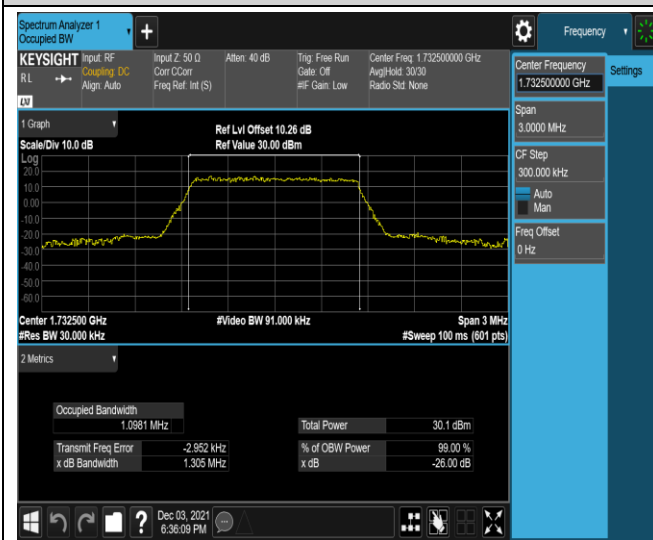 Spectrum Analyzer 1
Occupied BW
Frequency
KEYSIGHT
RL
LXI
Input: RF
Coupling: DC
Align: Auto
Input Z: 50 Ω
Corr CCorr
Freq Ref: Int (S)
Atten: 40 dB
Trig: Free Run
Gate: Off
#IF Gain: Low
Center Freq: 1.732500000 GHz
Avg|Hold: 30/30
Radio Std: None
Center Frequency
1.732500000 GHz
Settings
Span
3.0000 MHz
CF Step
300.000 kHz
Auto
Man
Freq Offset
0 Hz
1 Graph
Scale/Div 10.0 dB
Ref Lvl Offset 10.26 dB
Ref Value 30.00 dBm
Log
20.0
10.0
0.00
-10.0
-20.0
-30.0
-40.0
-50.0
-60.0
Center 1.732500 GHz
#Video BW 91.000 kHz
Span 3 MHz
#Res BW 30.000 kHz
#Sweep 100 ms (601 pts)
2 Metrics
Occupied Bandwidth
1.0981 MHz
Total Power 30.1 dBm
Transmit Freq Error -2.952 kHz
% of OBW Power 99.00 %
x dB Bandwidth 1.305 MHz
x dB -26.00 dB
?
Dec 03, 2021
6:36:09 PM